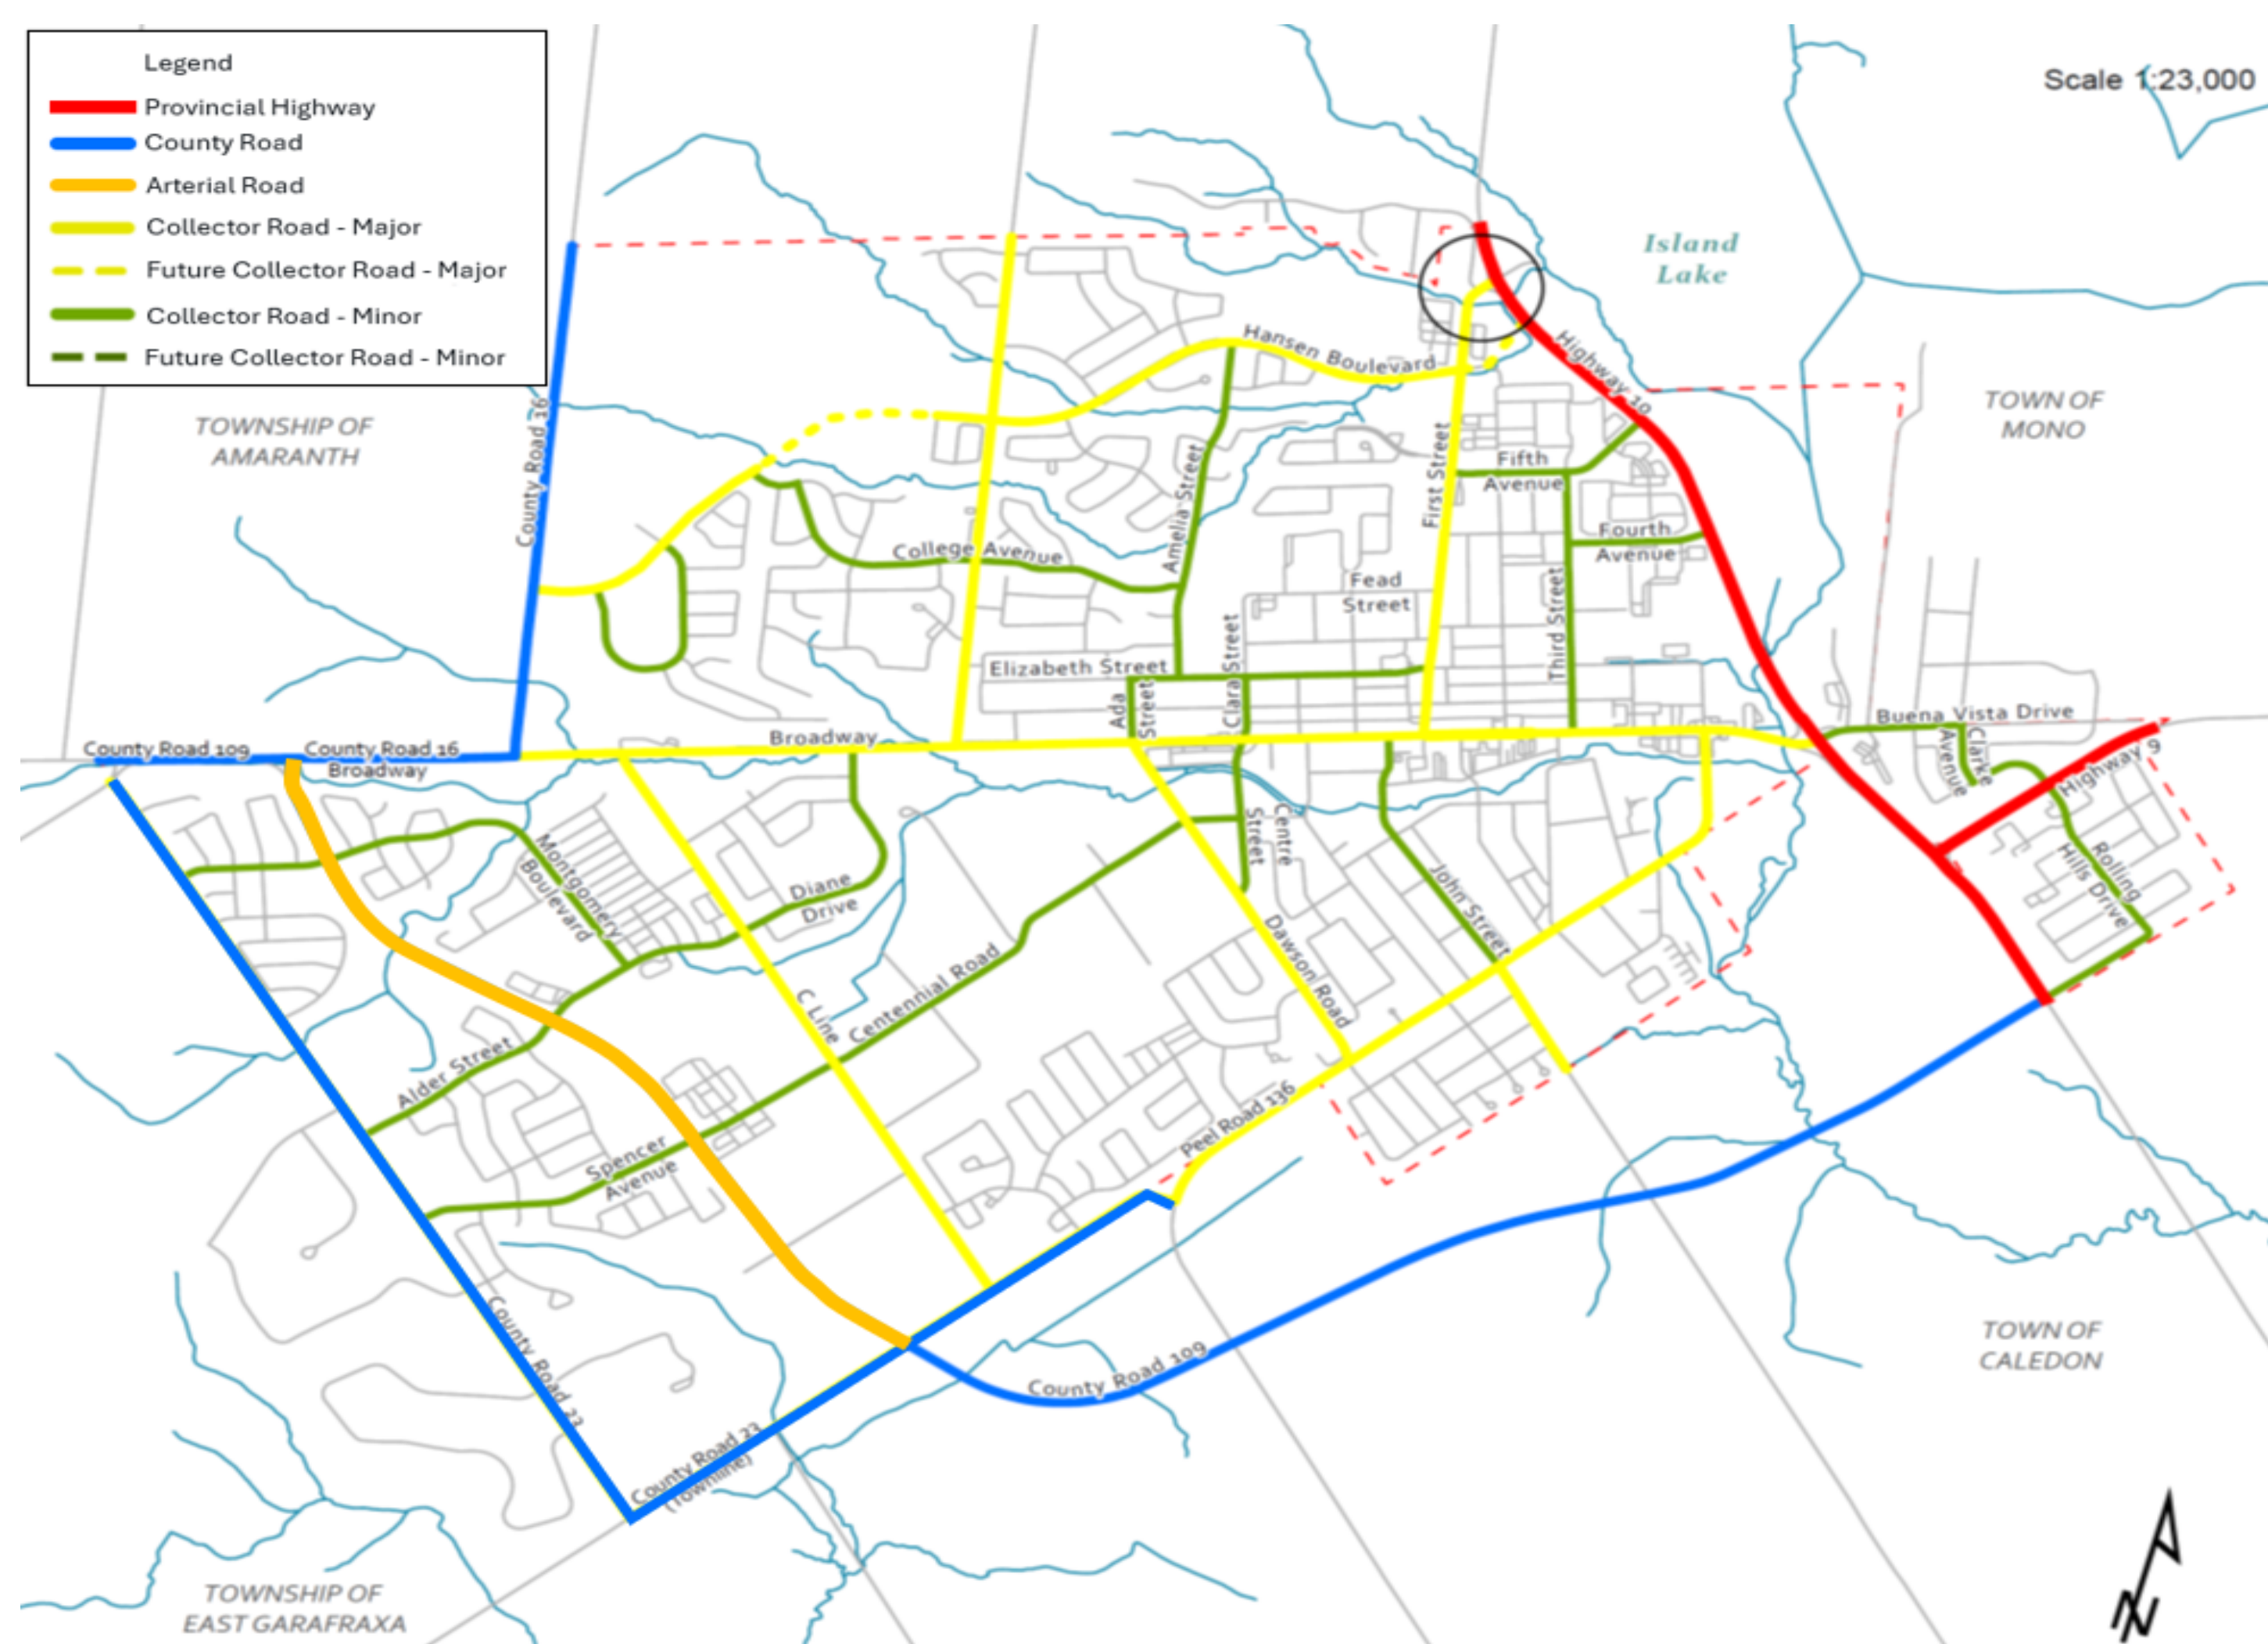 Legend
Provincial Highway
County Road
Arterial Road
Collector Road - Major
Future Collector Road - Major
Collector Road - Minor
Future Collector Road - Minor
Scale 1:23,000
Island
Lake
Hansen Boulevard
Highway 10
TOWNSHIP OF
AMARANTH
TOWN OF
MONO
County Road 16
First Street
Fifth
Avenue
Amelia Street
Fourth
Avenue
College Avenue
Fead
Street
Third Street
Elizabeth Street
Clara Street
Ada
Street
Buena Vista Drive
Clarke
Avenue
Highway 9
County Road 109
County Road 16
Broadway
Broadway
Montgomery
Boulevard
Diane
Drive
Centre
Street
John Street
Rolling
Hills Drive
Dawson Road
C Line
Centennial Road
Alder Street
Spencer
Avenue
Peel Road 136
County Road 23
County Road 109
County Road 23
(Townline)
TOWN OF
CALEDON
TOWNSHIP OF
EAST GARAFRAXA
N